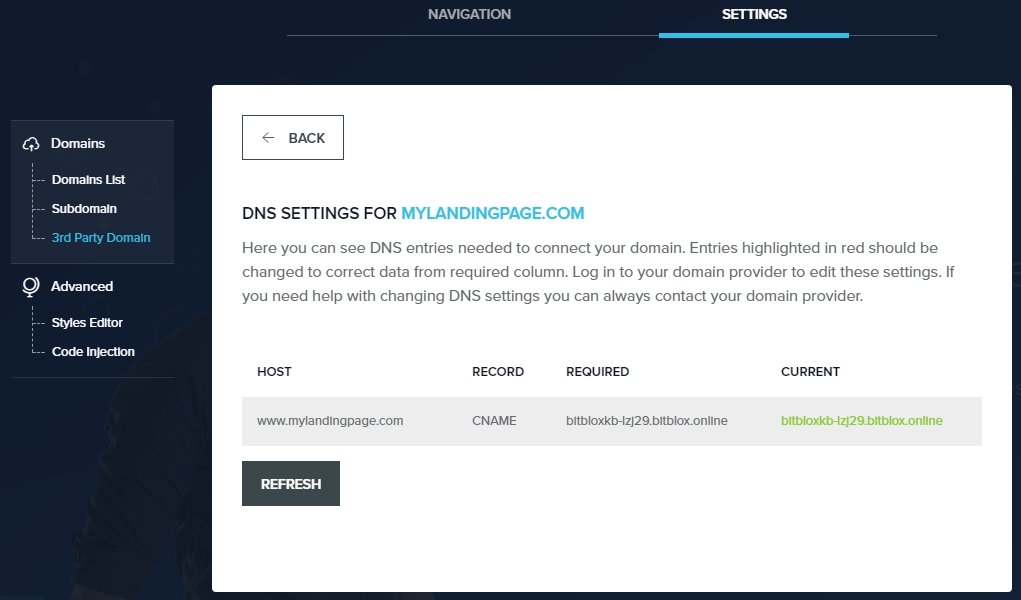 NAVIGATION SETTINGS
BACK
Domains
Domains List
Subdomain
3rd Party Domain
Advanced
Styles Editor
Code Injection
DNS SETTINGS FOR MYLANDINGPAGE.COM
Here you can see DNS entries needed to connect your domain. Entries highlighted in red should be
changed to correct data from required column. Log in to your domain provider to edit these settings. If
you need help with changing DNS settings you can always contact your domain provider.
HOST RECORD REQUIRED CURRENT
www.mylandingpage.com CNAME bitbloxkb-lzj29.bitblox.online bitbloxkb-lzj29.bitblox.online
REFRESH